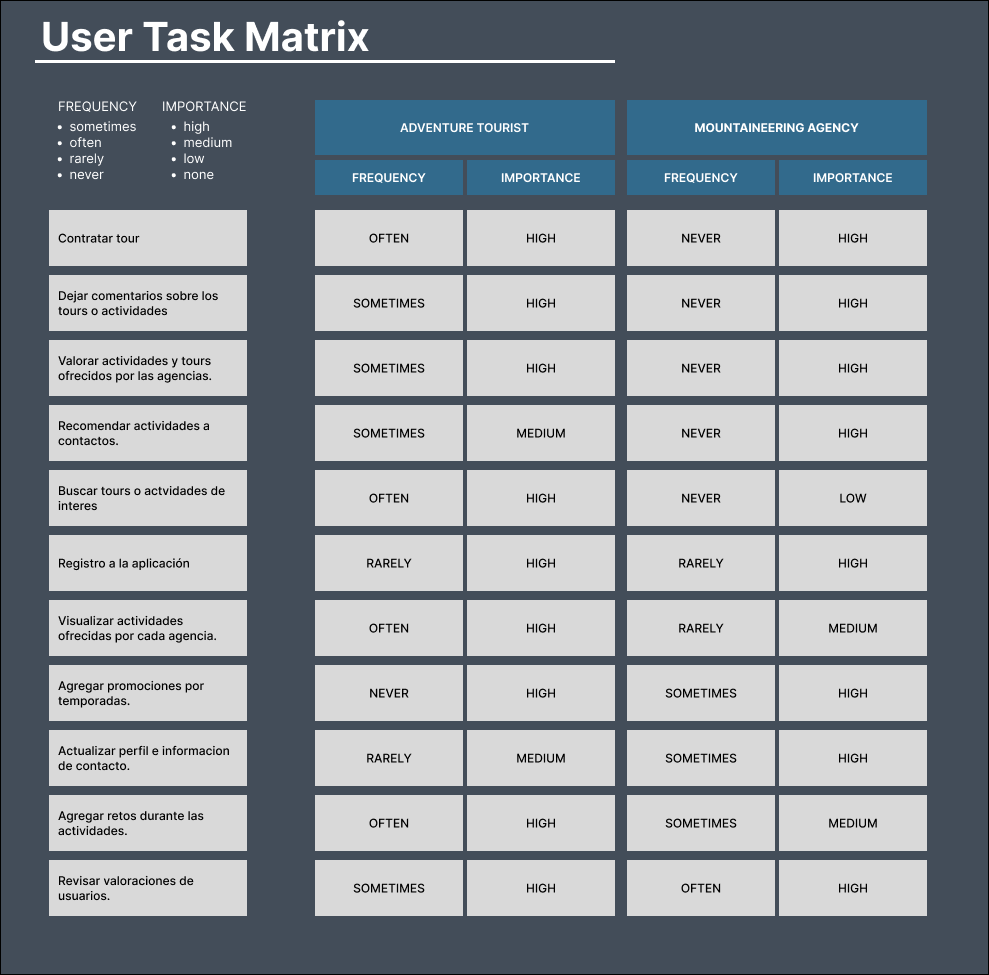 User Task Matrix
FREQUENCY
• sometimes
• often
• rarely
• never
IMPORTANCE
• high
• medium
• low
• none
ADVENTURE TOURIST
MOUNTAINEERING AGENCY
FREQUENCY IMPORTANCE FREQUENCY IMPORTANCE
Contratar tour
OFTEN HIGH NEVER HIGH
Dejar comentarios sobre los
tours o actividades
SOMETIMES HIGH NEVER HIGH
Valorar actividades y tours
ofrecidos por las agencias.
SOMETIMES HIGH NEVER HIGH
Recomendar actividades a
contactos.
SOMETIMES MEDIUM NEVER HIGH
Buscar tours o actvidades de
interes
OFTEN HIGH NEVER LOW
Registro a la aplicación
RARELY HIGH RARELY HIGH
Visualizar actividades
ofrecidas por cada agencia.
OFTEN HIGH RARELY MEDIUM
Agregar promociones por
temporadas.
NEVER HIGH SOMETIMES HIGH
Actualizar perfil e informacion
de contacto.
RARELY MEDIUM SOMETIMES HIGH
Agregar retos durante las
actividades.
OFTEN HIGH SOMETIMES MEDIUM
Revisar valoraciones de
usuarios.
SOMETIMES HIGH OFTEN HIGH